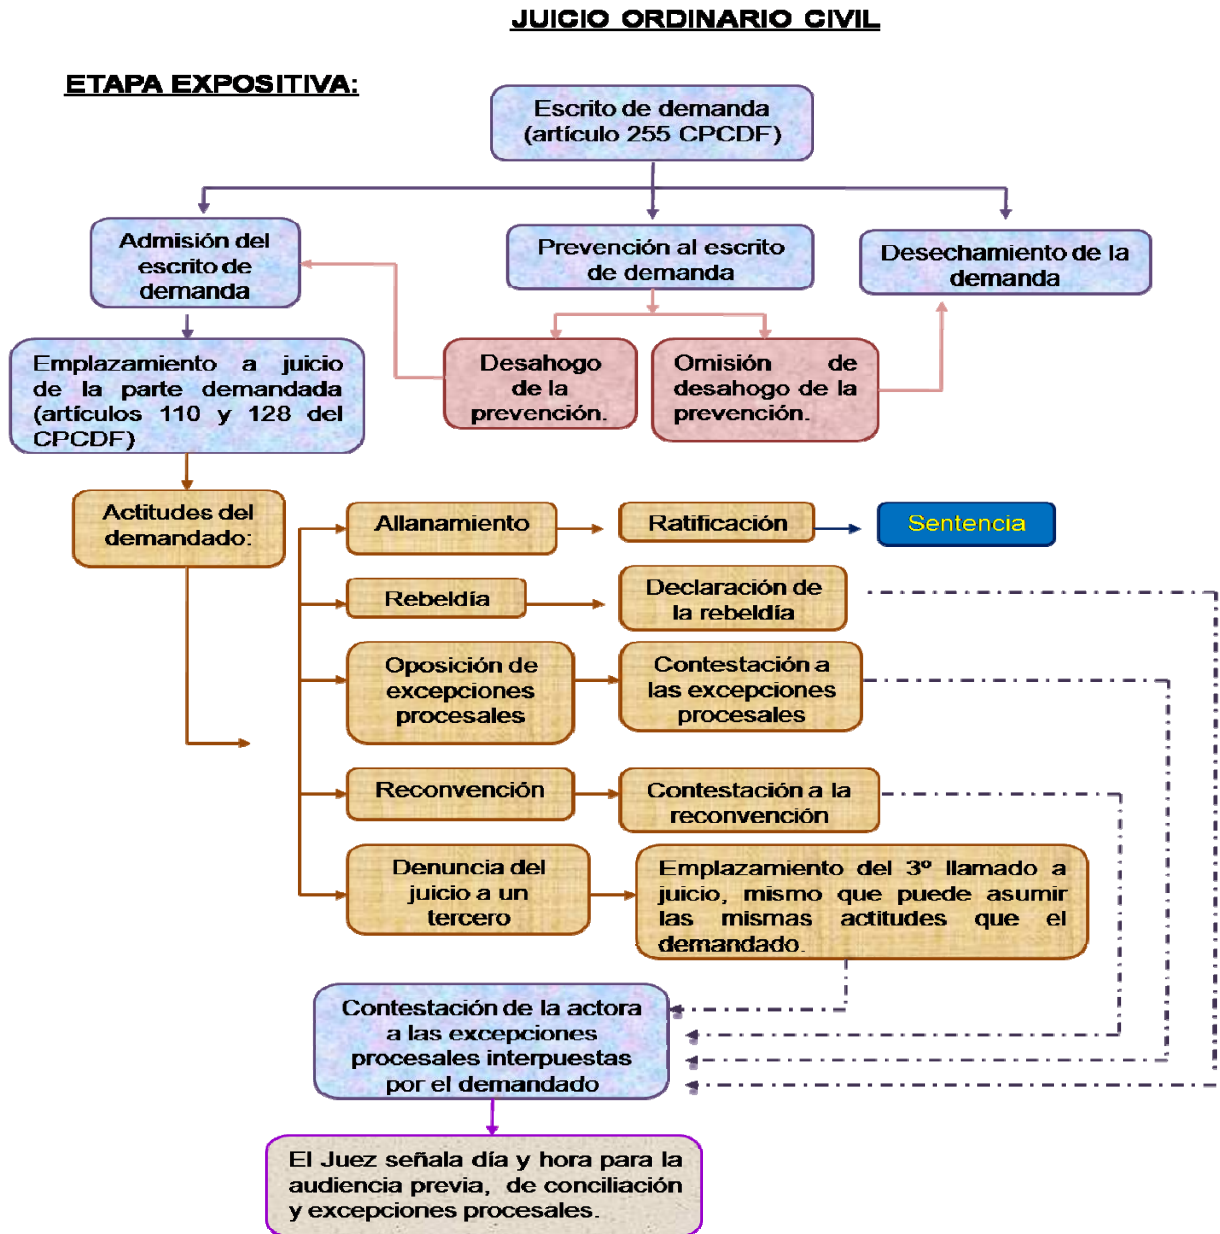 JUICIO ORDINARIO CIVIL
ETAPA EXPOSITIVA:
Escrito de demanda
(artículo 255 CPCDF)
Admisión del
escrito de
demanda
Prevención al escrito
de demanda
Desechamiento de la
demanda
Emplazamiento a juicio
de la parte demandada
(artículos 110 y 128 del
CPCDF)
Desahogo
de la
prevención.
Omisión de
desahogo de la
prevención.
Actitudes del
demandado:
Allanamiento
Ratificación
Sentencia
Rebeldía
Declaración de
la rebeldía
Oposición de
excepciones
procesales
Contestación a
las excepciones
procesales
Reconvención
Contestación a la
reconvención
Denuncia del
juicio a un
tercero
Emplazamiento del 3º llamado a
juicio, mismo que puede asumir
las mismas actitudes que el
demandado.
Contestación de la actora
a las excepciones
procesales interpuestas
por el demandado
El Juez señala día y hora para la
audiencia previa, de conciliación
y excepciones procesales.